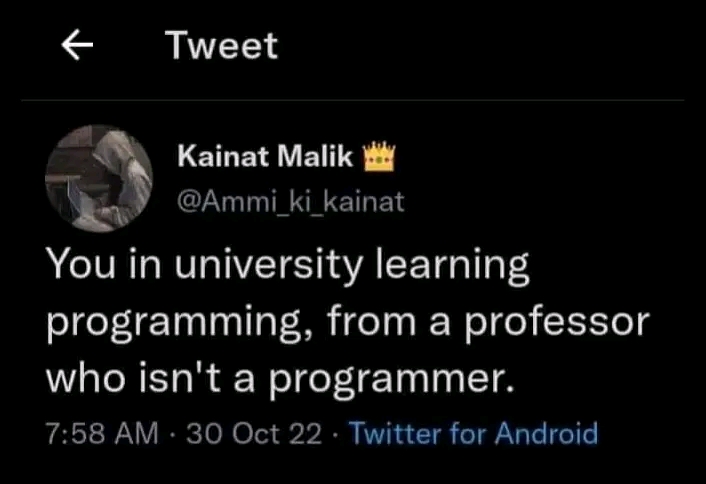 ← Tweet
Kainat Malik 👑
@Ammi_ki_kainat
You in university learning
programming, from a professor
who isn't a programmer.
7:58 AM · 30 Oct 22 · Twitter for Android